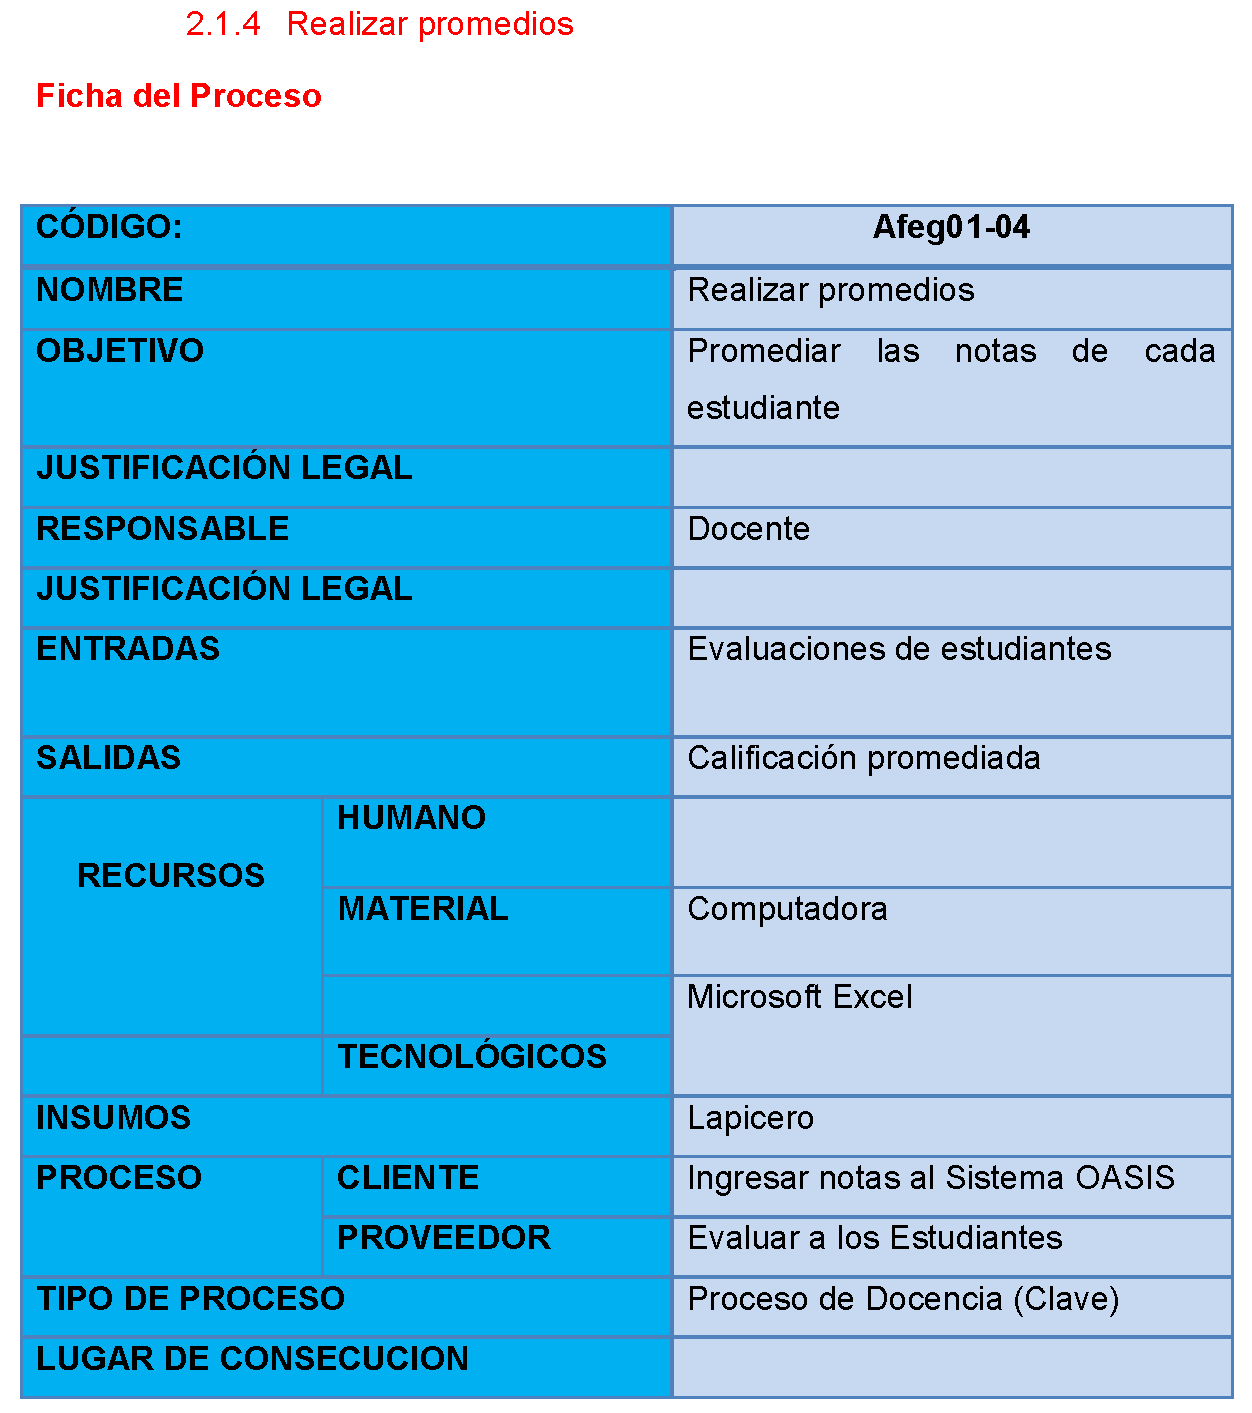 2.1.4 Realizar promedios
Ficha del Proceso
CÓDIGO: Afeg01-04
NOMBRE Realizar promedios
OBJETIVO Promediar las notas de cada
estudiante
JUSTIFICACIÓN LEGAL
RESPONSABLE Docente
JUSTIFICACIÓN LEGAL
ENTRADAS Evaluaciones de estudiantes
SALIDAS Calificación promediada
HUMANO
RECURSOS
MATERIAL Computadora
Microsoft Excel
TECNOLÓGICOS
INSUMOS Lapicero
PROCESO CLIENTE Ingresar notas al Sistema OASIS
PROVEEDOR Evaluar a los Estudiantes
TIPO DE PROCESO Proceso de Docencia (Clave)
LUGAR DE CONSECUCION